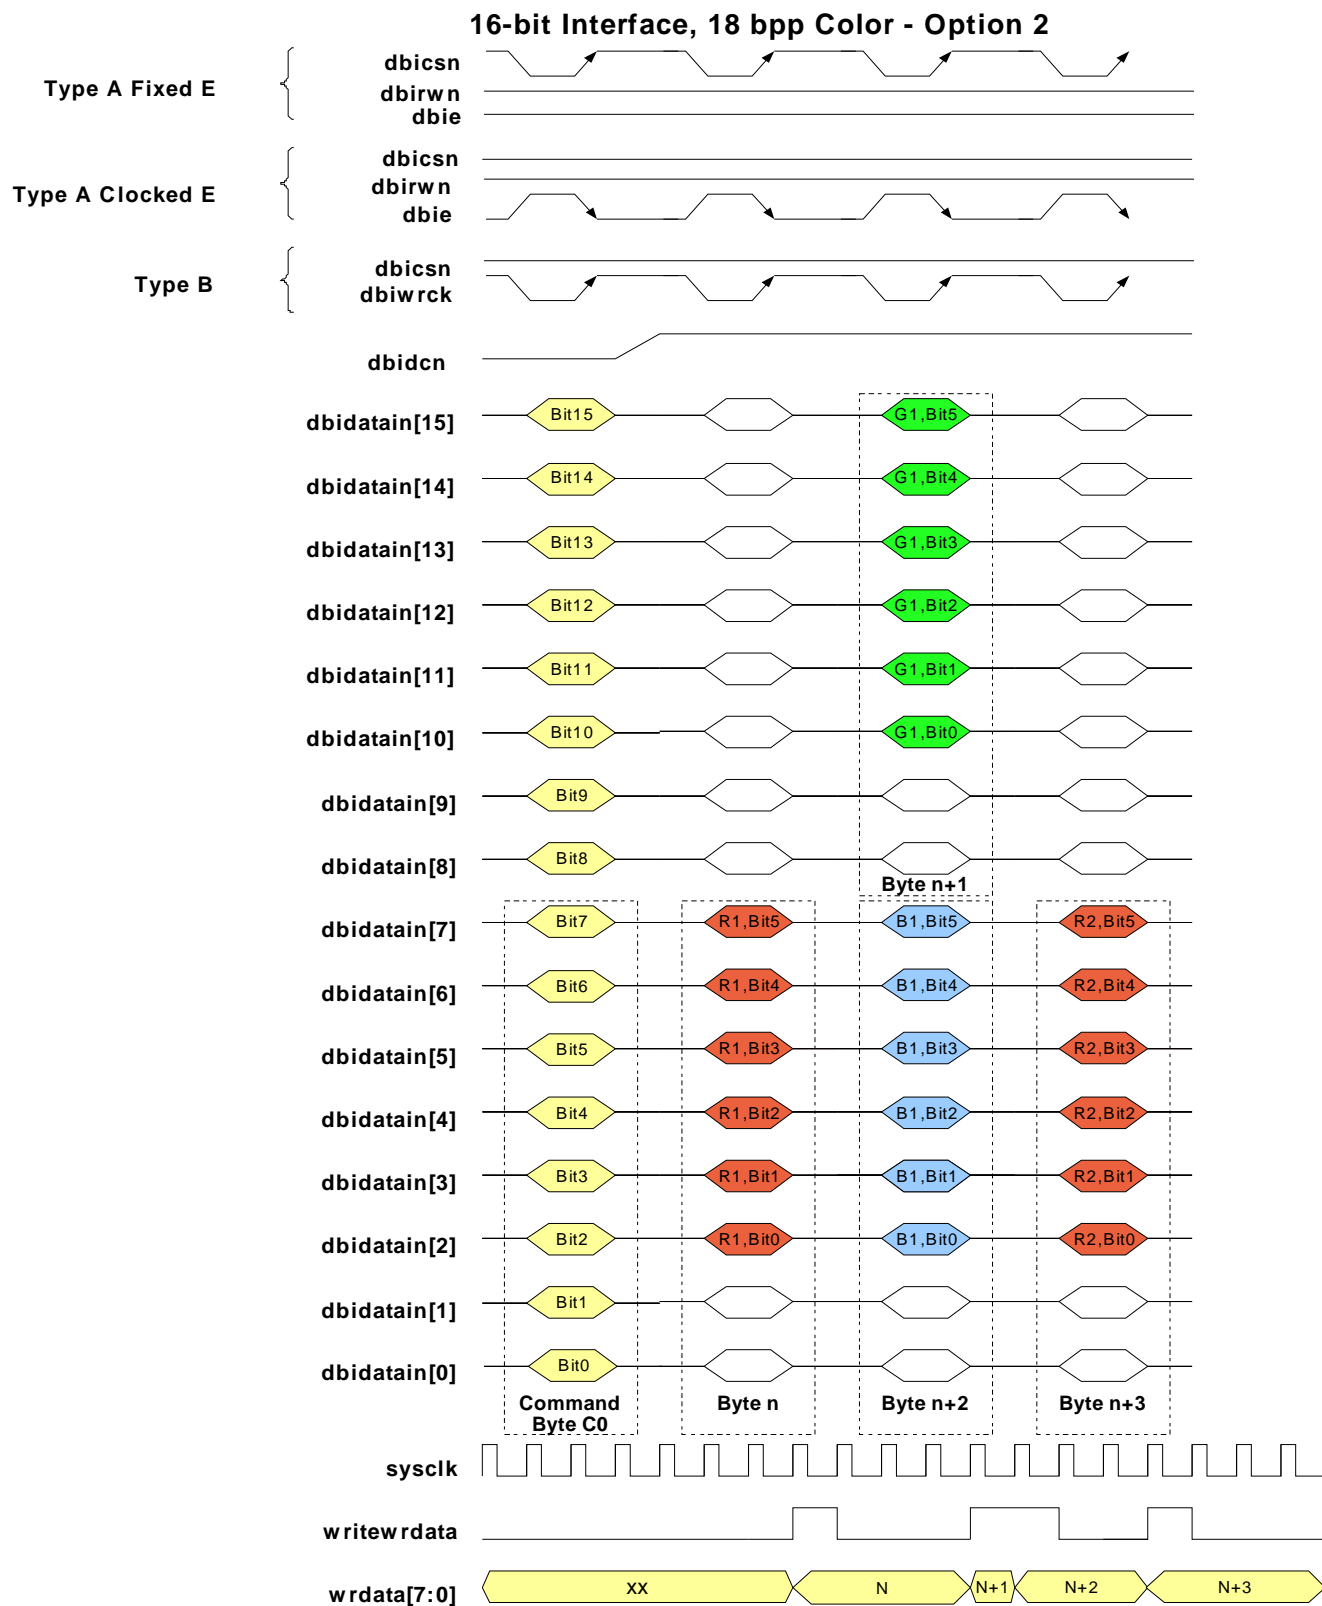 16-bit Interface, 18 bpp Color - Option 2
Type A Fixed E
dbicsn
dbirwn
dbie
Type A Clocked E
dbicsn
dbirwn
dbie
Type B
dbicsn
dbiwrck
dbidcn
dbidatain[15] Bit15 G1,Bit5
dbidatain[14] Bit14 G1,Bit4
dbidatain[13] Bit13 G1,Bit3
dbidatain[12] Bit12 G1,Bit2
dbidatain[11] Bit11 G1,Bit1
dbidatain[10] Bit10 G1,Bit0
dbidatain[9] Bit9
dbidatain[8] Bit8
Byte n+1
dbidatain[7] Bit7 R1,Bit5 B1,Bit5 R2,Bit5
dbidatain[6] Bit6 R1,Bit4 B1,Bit4 R2,Bit4
dbidatain[5] Bit5 R1,Bit3 B1,Bit3 R2,Bit3
dbidatain[4] Bit4 R1,Bit2 B1,Bit2 R2,Bit2
dbidatain[3] Bit3 R1,Bit1 B1,Bit1 R2,Bit1
dbidatain[2] Bit2 R1,Bit0 B1,Bit0 R2,Bit0
dbidatain[1] Bit1
dbidatain[0] Bit0
Command Byte n Byte n+2 Byte n+3
Byte C0
sysclk
writewrdata
wrdata[7:0] XX N N+1 N+2 N+3